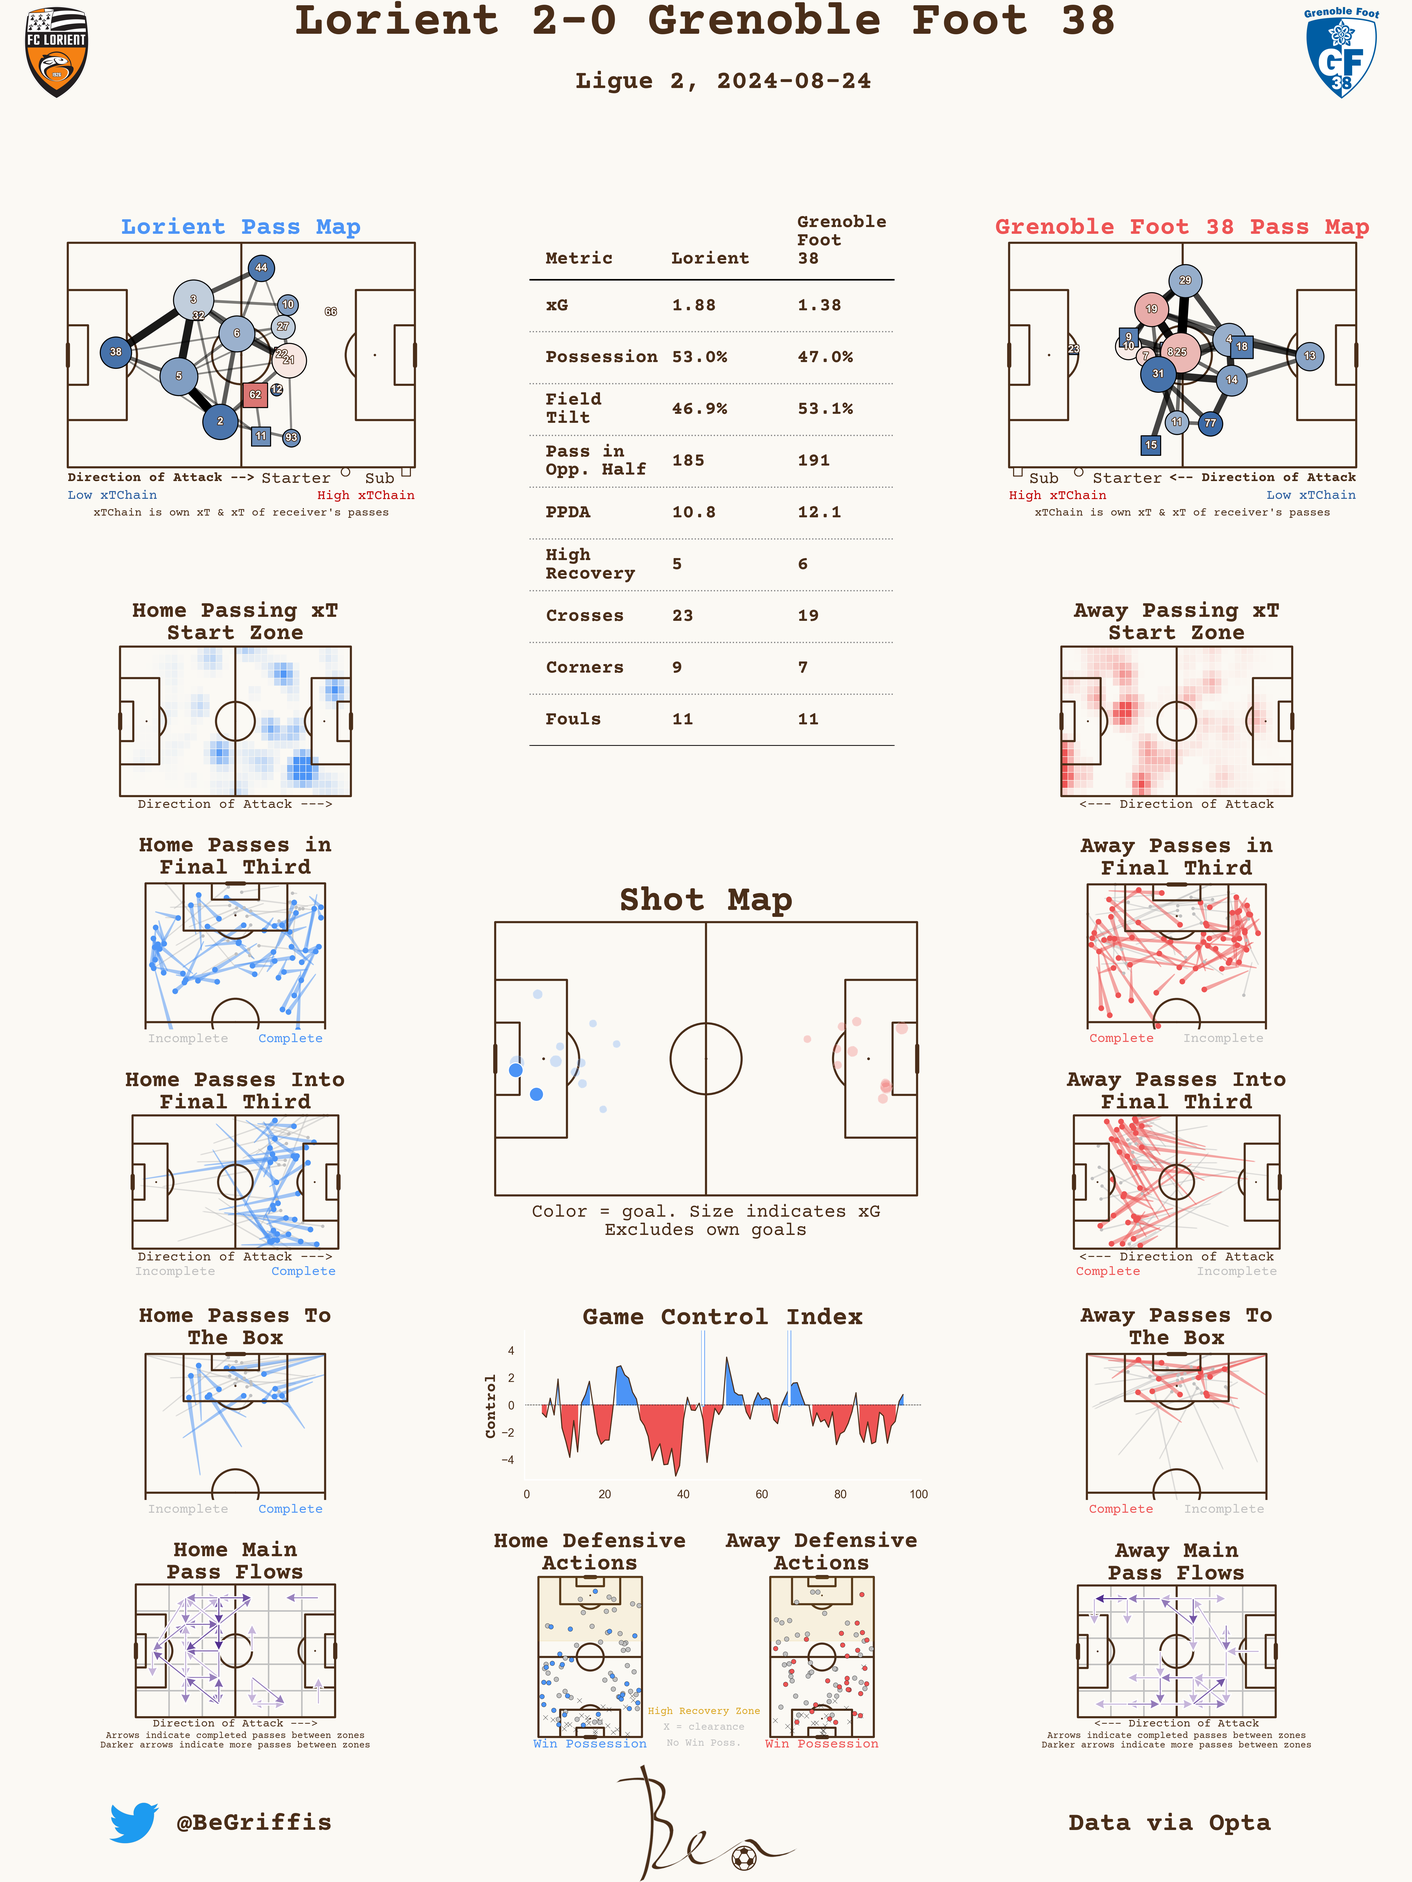 Lorient 2-0 Grenoble Foot 38
Ligue 2, 2024-08-24
FC LORIENT
1926
Grenoble Foot
GF
38
Lorient Pass Map
44
3
32
10
66
27
6
38
22
21
5
12
62
2
11
93
Direction of Attack --> Starter Sub
Low xTChain High xTChain
xTChain is own xT & xT of receiver's passes
Metric Lorient Grenoble Foot 38
xG 1.88 1.38
Possession 53.0% 47.0%
Field Tilt 46.9% 53.1%
Pass in Opp. Half 185 191
PPDA 10.8 12.1
High Recovery 5 6
Crosses 23 19
Corners 9 7
Fouls 11 11
Grenoble Foot 38 Pass Map
29
19
9
10
23
4
18
8
25
7
13
31
14
11
77
15
Sub Starter <-- Direction of Attack
High xTChain Low xTChain
xTChain is own xT & xT of receiver's passes
Home Passing xT
Start Zone
Direction of Attack --->
Away Passing xT
Start Zone
<--- Direction of Attack
Home Passes in
Final Third
Incomplete Complete
Away Passes in
Final Third
Complete Incomplete
Shot Map
Color = goal. Size indicates xG
Excludes own goals
Home Passes Into
Final Third
Direction of Attack --->
Incomplete Complete
Away Passes Into
Final Third
<--- Direction of Attack
Complete Incomplete
Home Passes To
The Box
Incomplete Complete
Game Control Index
Control
4
2
0
−2
−4
0 20 40 60 80 100
Away Passes To
The Box
Complete Incomplete
Home Main
Pass Flows
Direction of Attack --->
Arrows indicate completed passes between zones
Darker arrows indicate more passes between zones
Home Defensive
Actions
Win Possession
Away Defensive
Actions
Win Possession
High Recovery Zone
X = clearance
No Win Poss.
Away Main
Pass Flows
<--- Direction of Attack
Arrows indicate completed passes between zones
Darker arrows indicate more passes between zones
@BeGriffis
Ben
Data via Opta